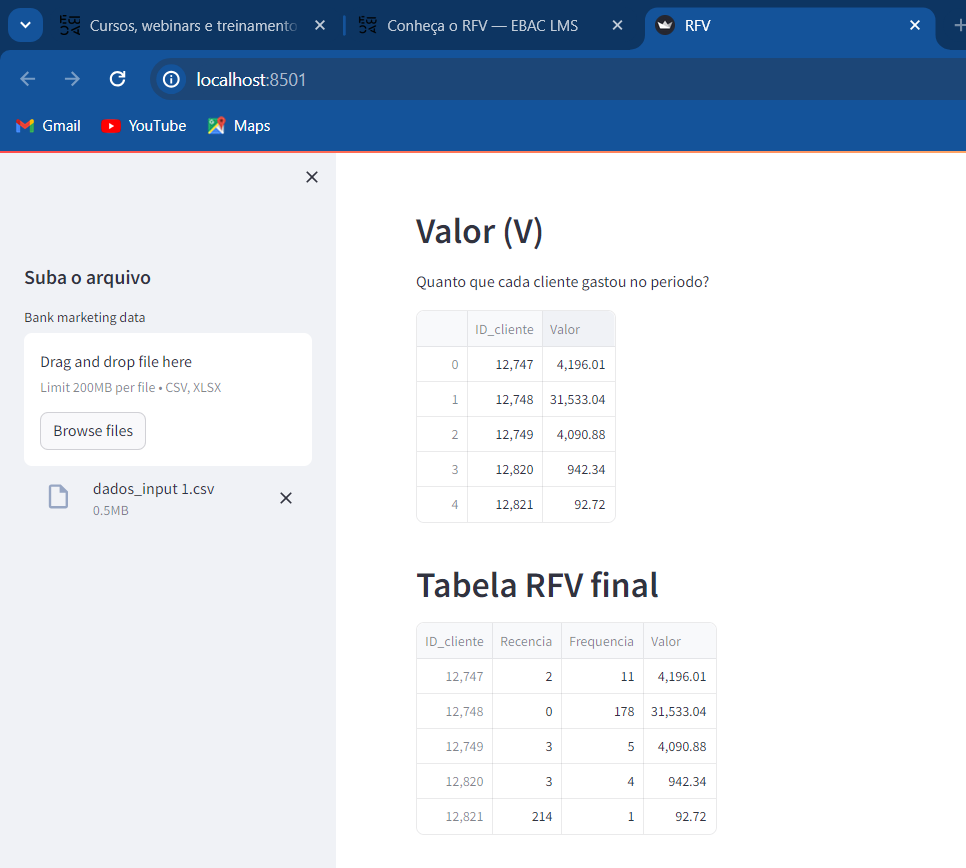 Cursos, webinars e treinamento
Conheça o RFV — EBAC LMS
RFV
localhost:8501
Gmail
YouTube
Maps
Suba o arquivo
Bank marketing data
Drag and drop file here
Limit 200MB per file • CSV, XLSX
Browse files
dados_input 1.csv
0.5MB
Valor (V)
Quanto que cada cliente gastou no periodo?
ID_cliente Valor
0 12,747 4,196.01
1 12,748 31,533.04
2 12,749 4,090.88
3 12,820 942.34
4 12,821 92.72
Tabela RFV final
ID_cliente Recencia Frequencia Valor
12,747 2 11 4,196.01
12,748 0 178 31,533.04
12,749 3 5 4,090.88
12,820 3 4 942.34
12,821 214 1 92.72